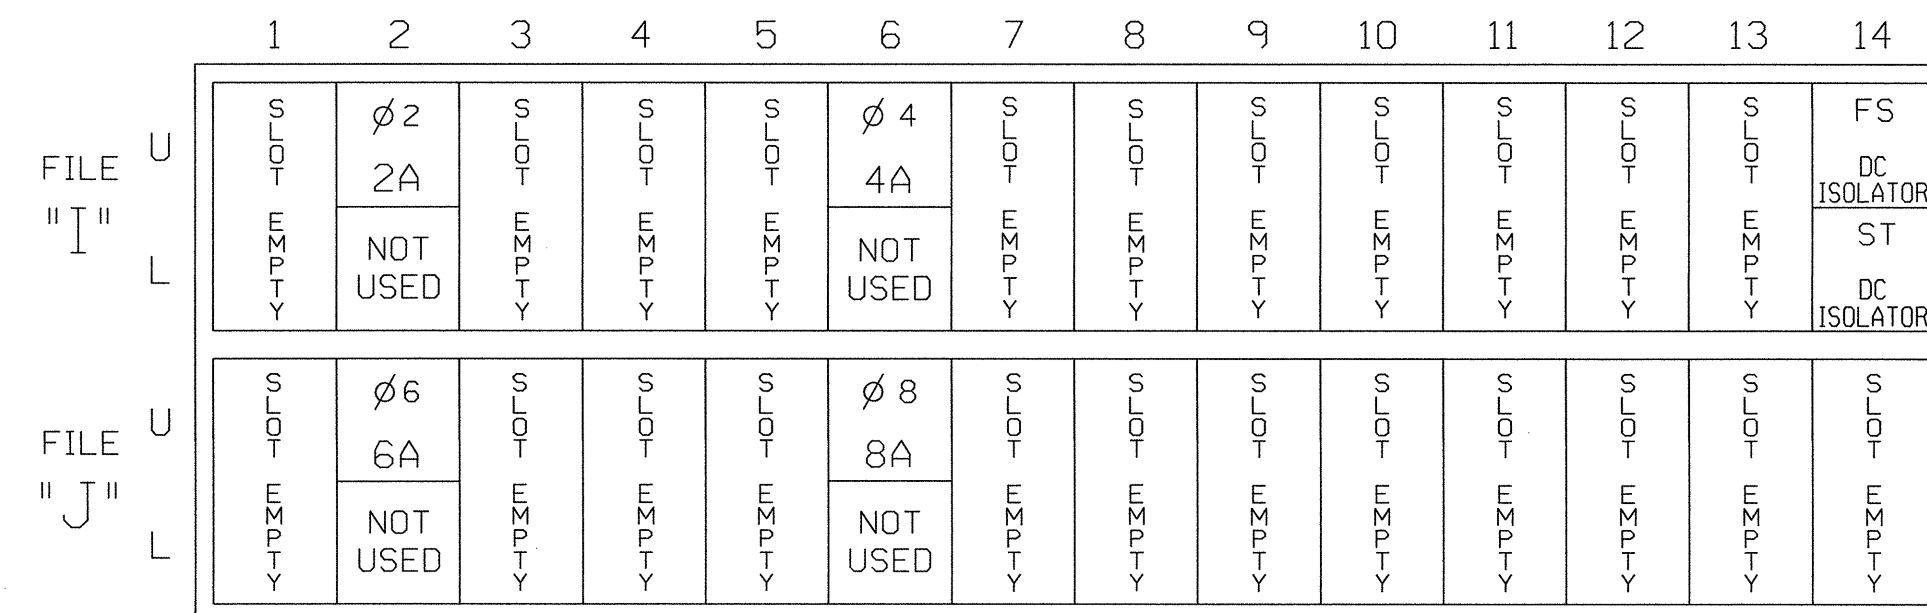 1 2 3 4 5 6 7 8 9 10 11 12 13 14
FILE "I"
U
L
SLOT EMPTY
Ø2
2A
NOT USED
SLOT EMPTY
SLOT EMPTY
SLOT EMPTY
Ø 4
4A
NOT USED
SLOT EMPTY
SLOT EMPTY
SLOT EMPTY
SLOT EMPTY
SLOT EMPTY
SLOT EMPTY
SLOT EMPTY
FS
DC
ISOLATOR
ST
DC
ISOLATOR
FILE "J"
U
L
SLOT EMPTY
Ø6
6A
NOT USED
SLOT EMPTY
SLOT EMPTY
SLOT EMPTY
Ø 8
8A
NOT USED
SLOT EMPTY
SLOT EMPTY
SLOT EMPTY
SLOT EMPTY
SLOT EMPTY
SLOT EMPTY
SLOT EMPTY
SLOT EMPTY